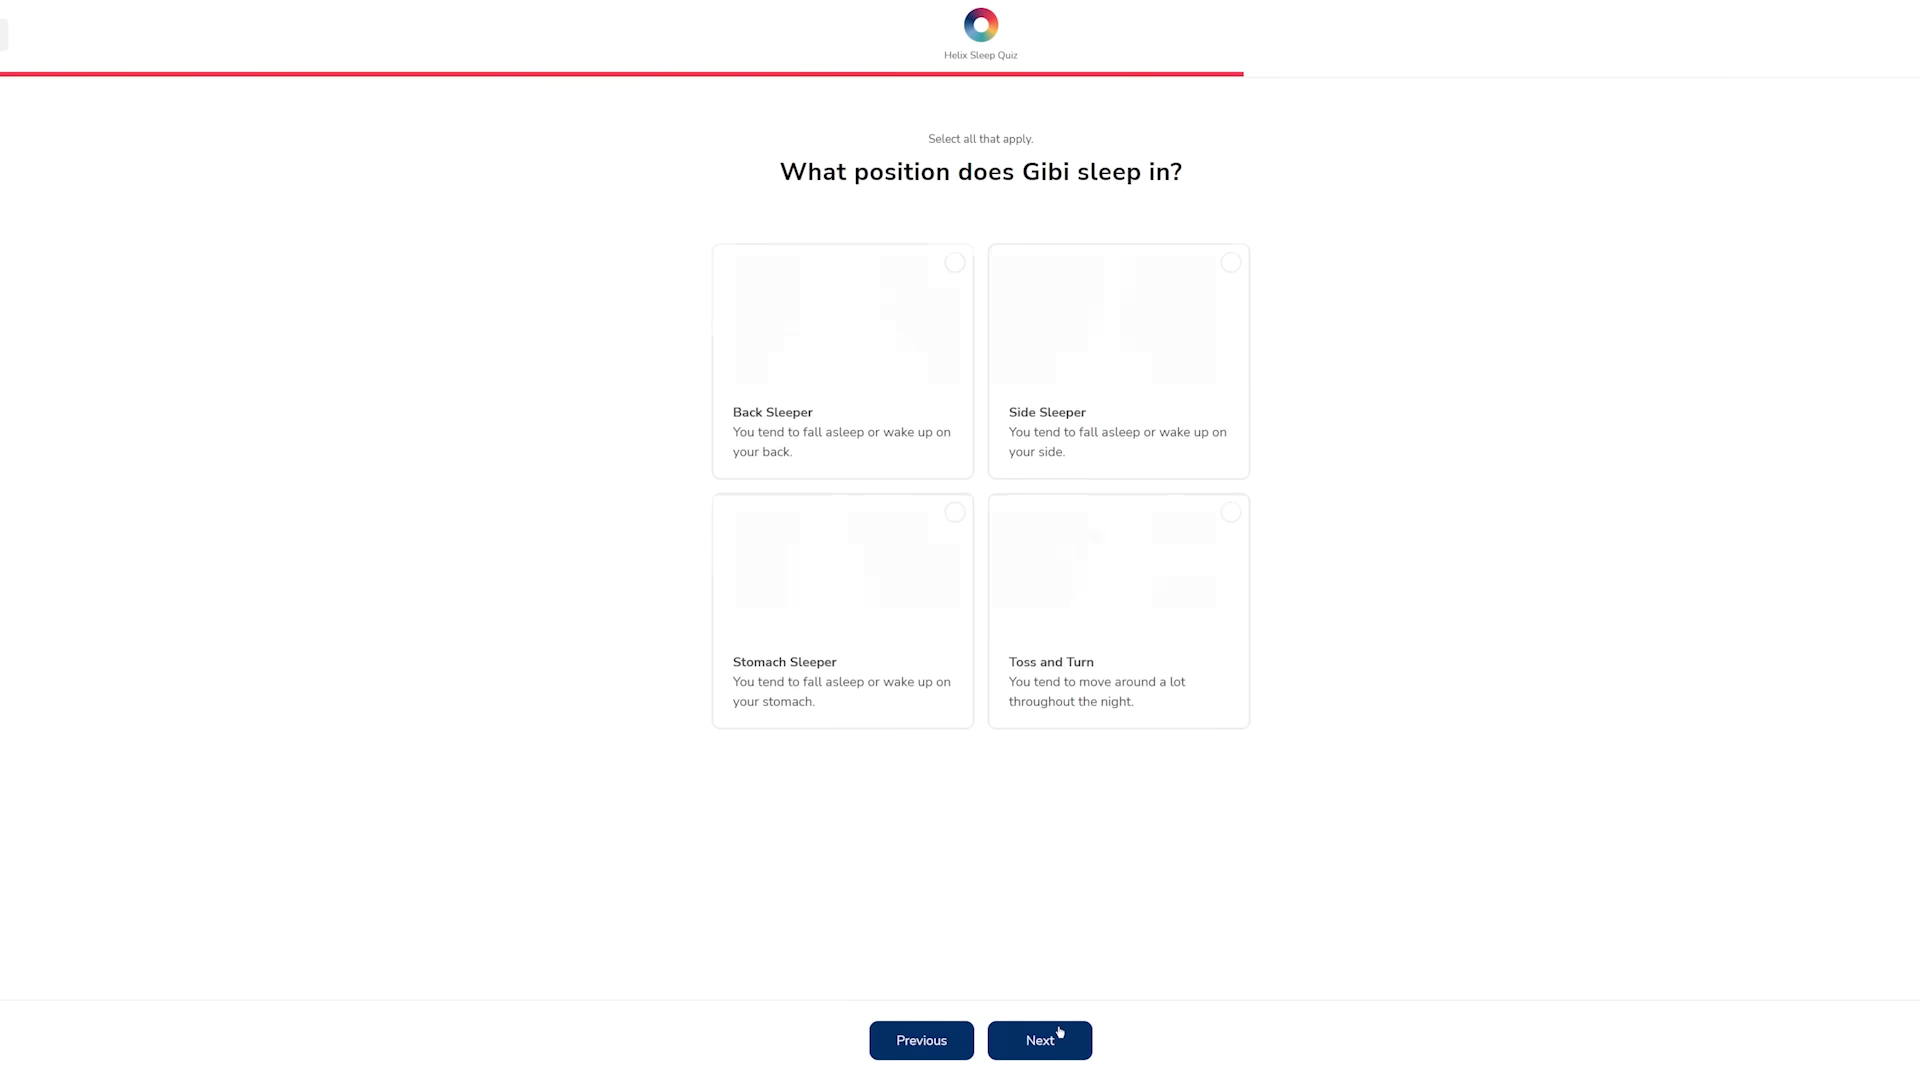 Helix Sleep Quiz
Select all that apply.
What position does Gibi sleep in?
Back Sleeper
You tend to fall asleep or wake up on
your back.
Side Sleeper
You tend to fall asleep or wake up on
your side.
Stomach Sleeper
You tend to fall asleep or wake up on
your stomach.
Toss and Turn
You tend to move around a lot
throughout the night.
Previous
Next